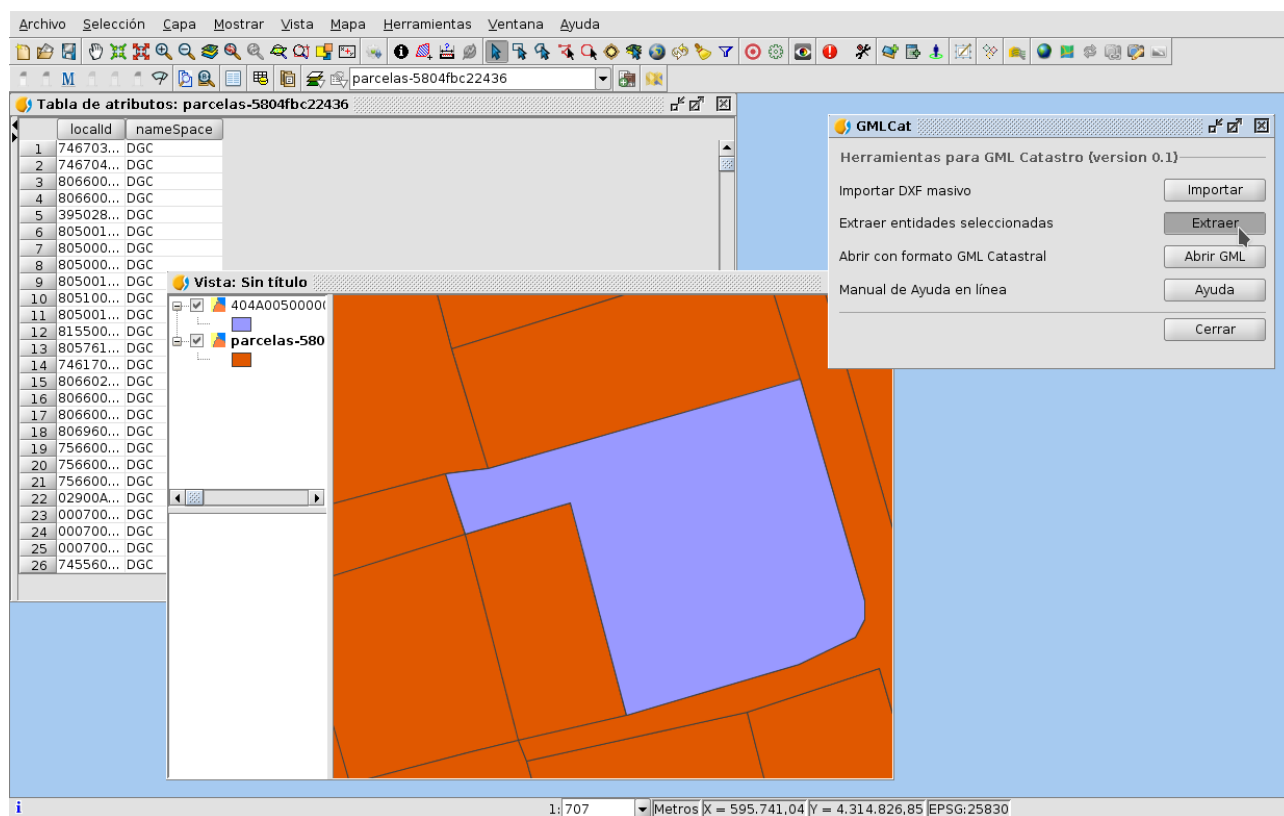 Archivo Selección Capa Mostrar Vista Mapa Herramientas Ventana Ayuda
M parcelas-5804fbc22436
Tabla de atributos: parcelas-5804fbc22436
localId nameSpace
1 746703... DGC
2 746704... DGC
3 806600... DGC
4 806600... DGC
5 395028... DGC
6 805001... DGC
7 805000... DGC
8 805000... DGC
9 805001... DGC
10 805100... DGC
11 805001... DGC
12 815500... DGC
13 805761... DGC
14 746170... DGC
15 806602... DGC
16 806600... DGC
17 806600... DGC
18 806960... DGC
19 756600... DGC
20 756600... DGC
21 756600... DGC
22 02900A... DGC
23 000700... DGC
24 000700... DGC
25 000700... DGC
26 745560... DGC
Vista: Sin título
404A00500000
parcelas-580
GMLCat
Herramientas para GML Catastro (version 0.1)
Importar DXF masivo Importar
Extraer entidades seleccionadas Extraer
Abrir con formato GML Catastral Abrir GML
Manual de Ayuda en línea Ayuda
Cerrar
1: 707 Metros X = 595.741,04 Y = 4.314.826,85 EPSG:25830